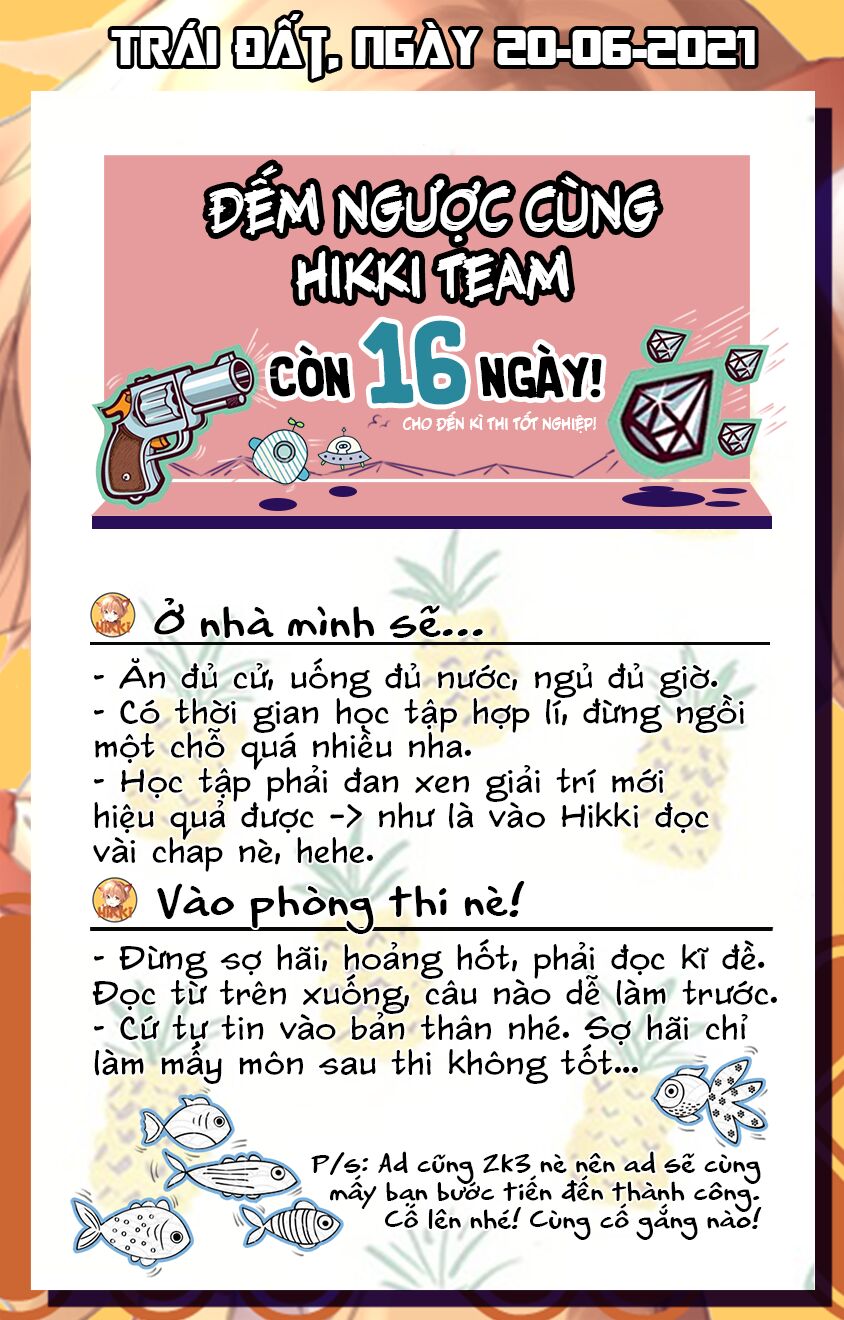 TRÁI ĐẤT, NGÀY 20-06-2021
ĐẾM NGƯỢC CÙNG
HIKKI TEAM
CÒN 16 NGÀY!
CHO ĐẾN KÌ THI TỐT NGHIỆP!
HIKKI
Ở nhà mình sẽ...
- Ăn đủ cử, uống đủ nước, ngủ đủ giờ.
- Có thời gian học tập hợp lí, đừng ngồi
một chỗ quá nhiều nha.
- Học tập phải đan xen giải trí mới
hiệu quả được -> như là vào Hikki đọc
vài chap nè, hehe.
HIKKI
Vào phòng thi nè!
- Đừng sợ hãi, hoảng hốt, phải đọc kĩ đề.
Đọc từ trên xuống, câu nào dễ làm trước.
- Cứ tự tin vào bản thân nhé. Sợ hãi chỉ
làm mấy môn sau thi không tốt...
P/s: Ad cũng 2k3 nè nên ad sẽ cùng
mấy bạn bước tiến đến thành công.
Cố lên nhé! Cùng cố gắng nào!